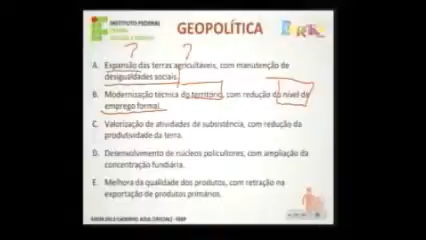 INSTITUTO FEDERAL
GEOPOLÍTICA
? ?
A. Expansão das terras agricultáveis, com manutenção de
desigualdades sociais.
B. Modernização técnica do território, com redução do nível de
emprego formal.
C. Valorização de atividades de subsistência, com redução da
produtividade da terra.
D. Desenvolvimento de núcleos policultores, com ampliação da
concentração fundiária.
E. Melhora da qualidade dos produtos, com retração na
exportação de produtos primários.